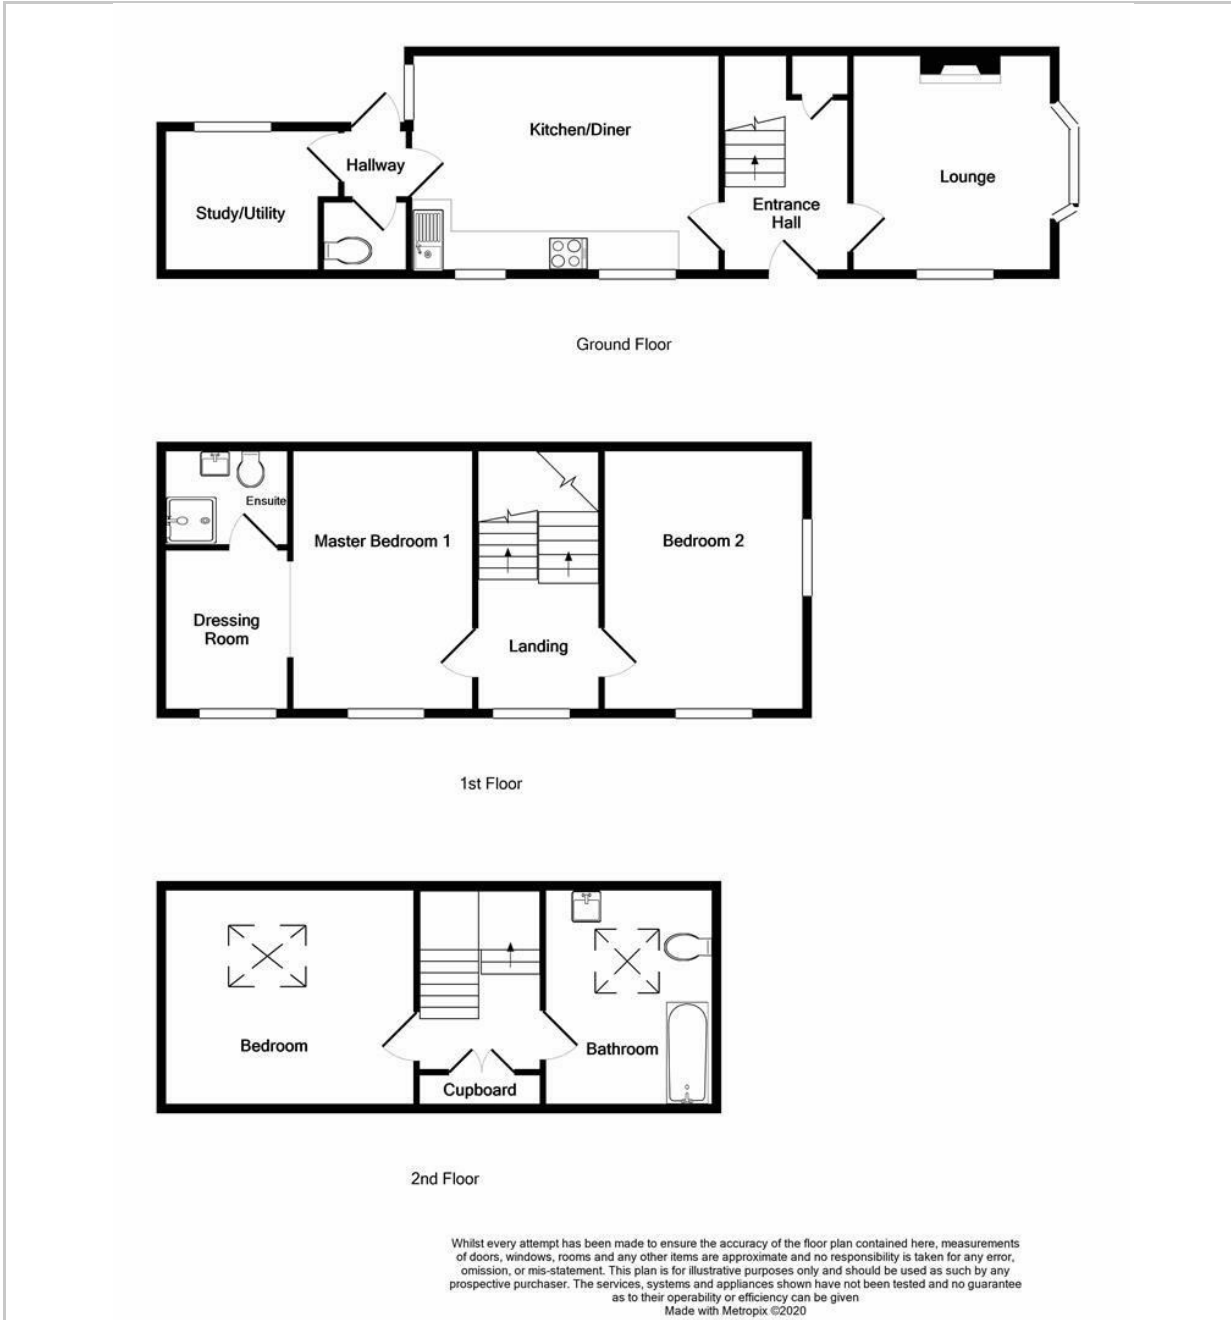 Kitchen/Diner
Hallway
Lounge
Study/Utility
Entrance
Hall
Ground Floor
Ensuite
Master Bedroom 1
Bedroom 2
Dressing
Room
Landing
1st Floor
Bedroom
Bathroom
Cupboard
2nd Floor
Whilst every attempt has been made to ensure the accuracy of the floor plan contained here, measurements
of doors, windows, rooms and any other items are approximate and no responsibility is taken for any error,
omission, or mis-statement. This plan is for illustrative purposes only and should be used as such by any
prospective purchaser. The services, systems and appliances shown have not been tested and no guarantee
as to their operability or efficiency can be given
Made with Metropix ©2020